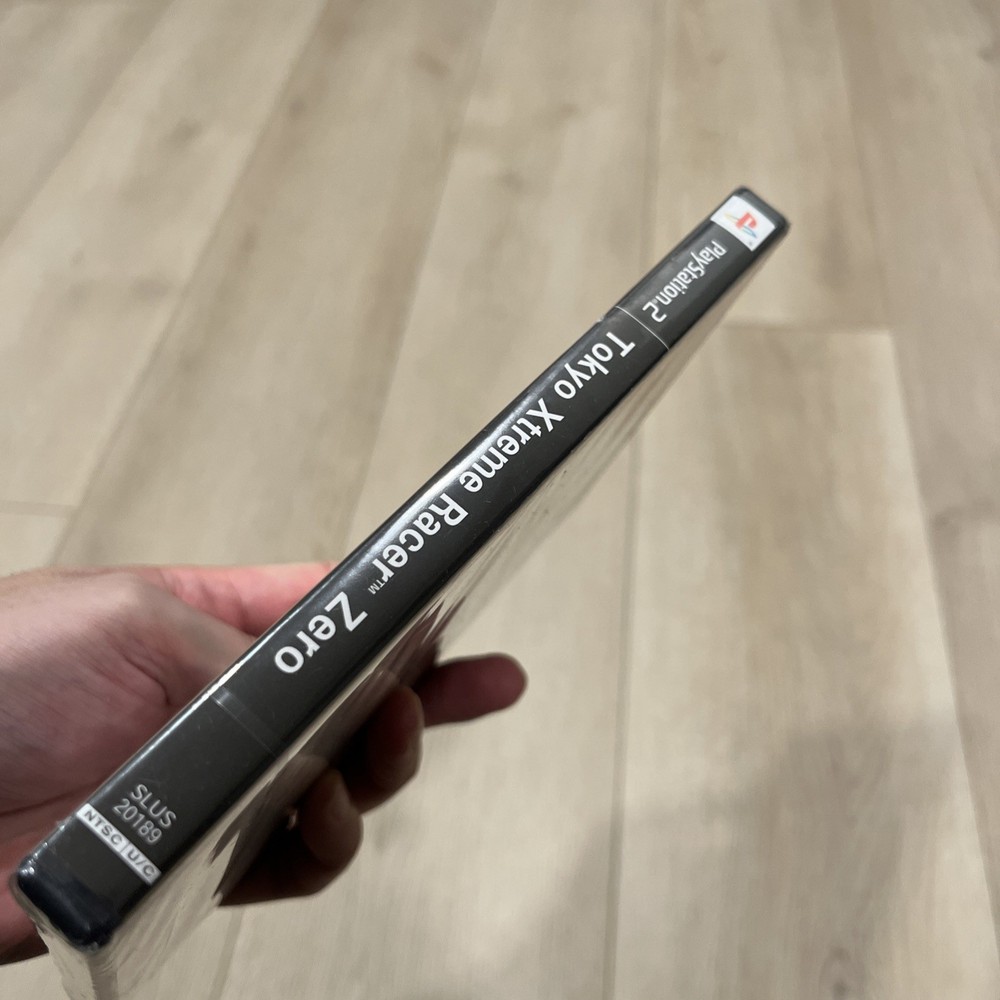 PlayStation®2
Tokyo Xtreme Racer™ Zero
SLUS
20189
NTSC U/C